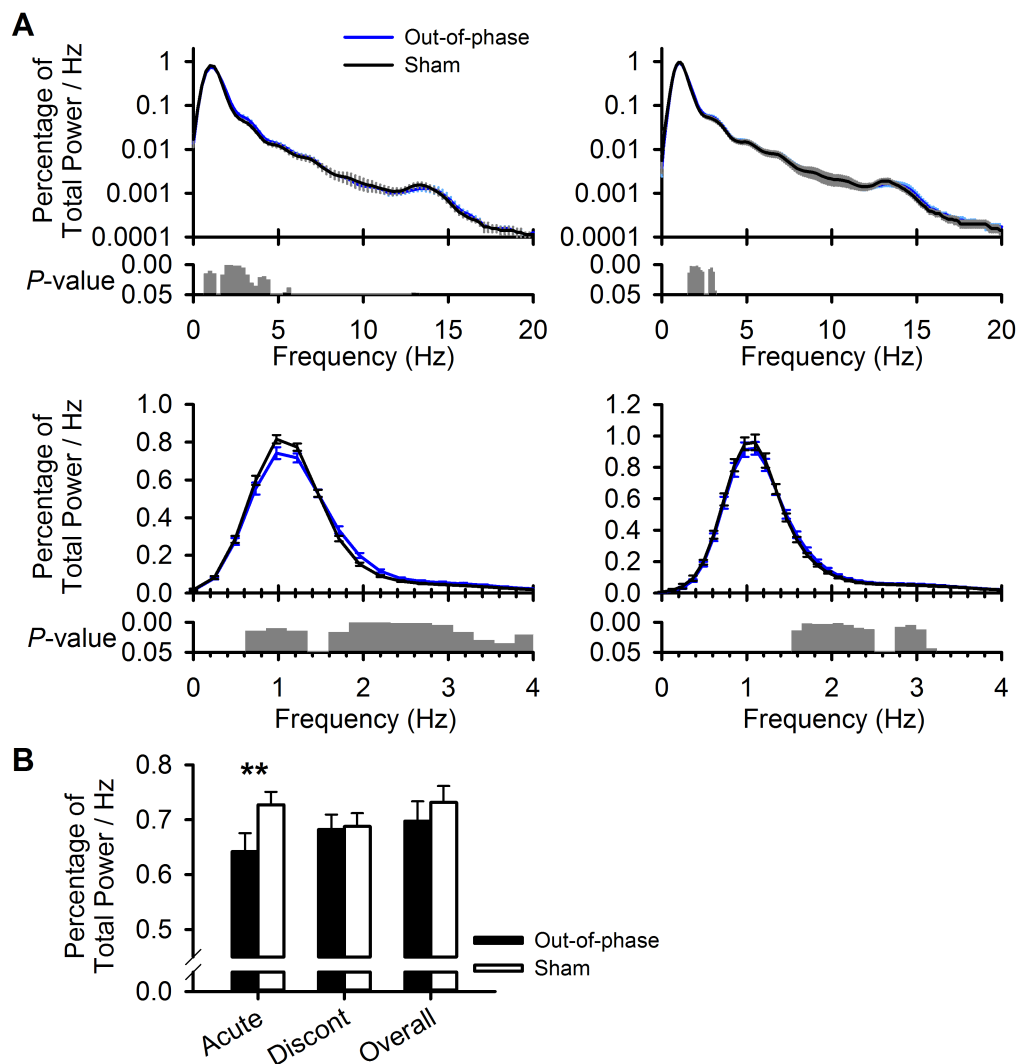 A
Out-of-phase
Sham
Percentage of
Total Power / Hz
1
0.1
0.01
0.001
0.0001
P-value
0.00
0.05
0 5 10 15 20
Frequency (Hz)
1
0.1
0.01
0.001
0.0001
0.00
0.05
0 5 10 15 20
Frequency (Hz)
Percentage of
Total Power / Hz
1.0
0.8
0.6
0.4
0.2
0.0
P-value
0.00
0.05
0 1 2 3 4
Frequency (Hz)
Percentage of
Total Power / Hz
1.2
1.0
0.8
0.6
0.4
0.2
0.0
P-value
0.00
0.05
0 1 2 3 4
Frequency (Hz)
B
Percentage of
Total Power / Hz
0.8
0.7
0.6
0.5
0.0
**
Acute
Discont
Overall
Out-of-phase
Sham